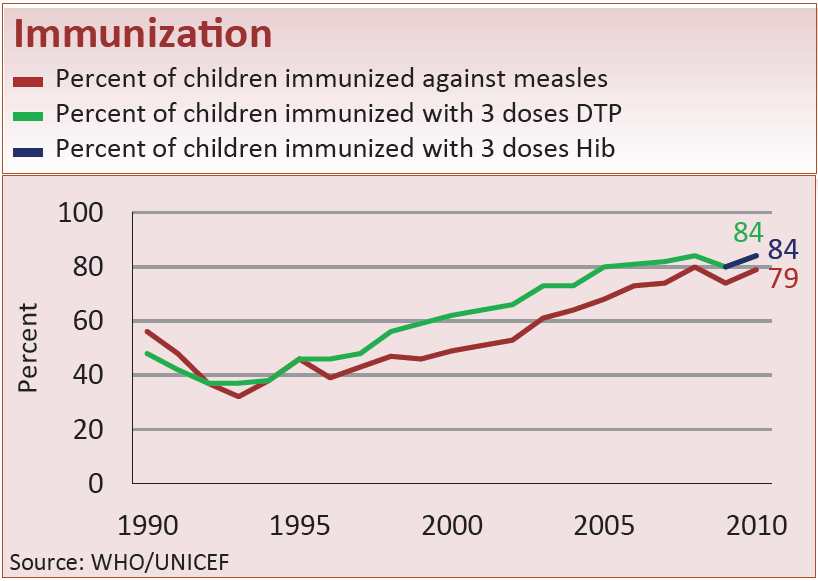 Immunization
Percent of children immunized against measles
Percent of children immunized with 3 doses DTP
Percent of children immunized with 3 doses Hib
100
84
84
80
79
60
Percent
40
20
0
1990 1995 2000 2005 2010
Source: WHO/UNICEF